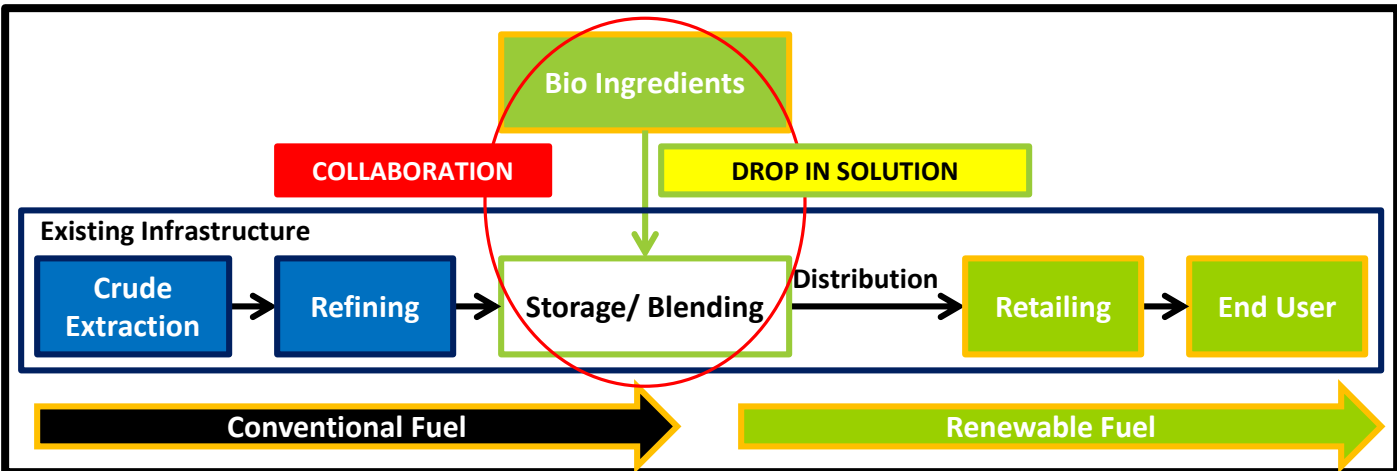 Bio Ingredients
COLLABORATION
DROP IN SOLUTION
Existing Infrastructure
Crude
Extraction
Refining
Storage/ Blending
Distribution
Retailing
End User
Conventional Fuel
Renewable Fuel